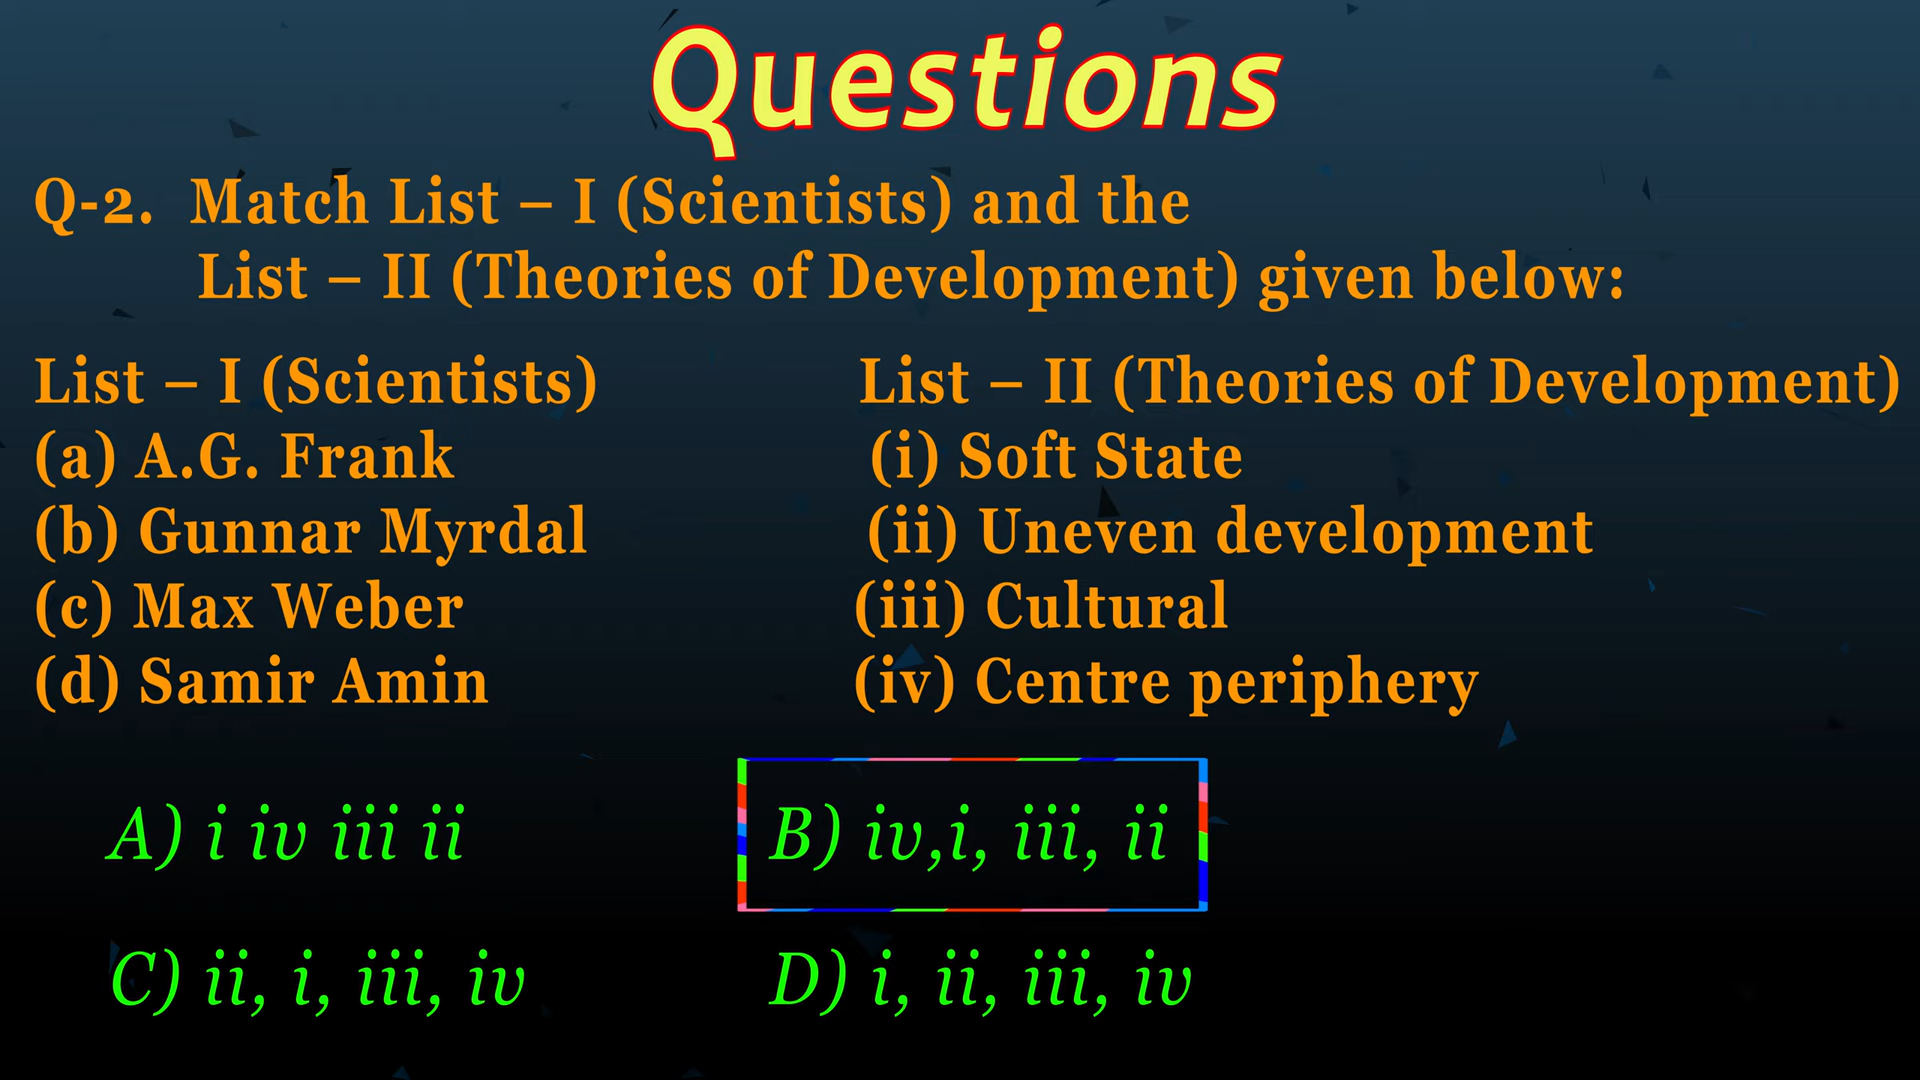 Questions
Q-2. Match List – I (Scientists) and the
List – II (Theories of Development) given below:
List – I (Scientists) List – II (Theories of Development)
(a) A.G. Frank (i) Soft State
(b) Gunnar Myrdal (ii) Uneven development
(c) Max Weber (iii) Cultural
(d) Samir Amin (iv) Centre periphery
A) i iv iii ii B) iv,i, iii, ii
C) ii, i, iii, iv D) i, ii, iii, iv